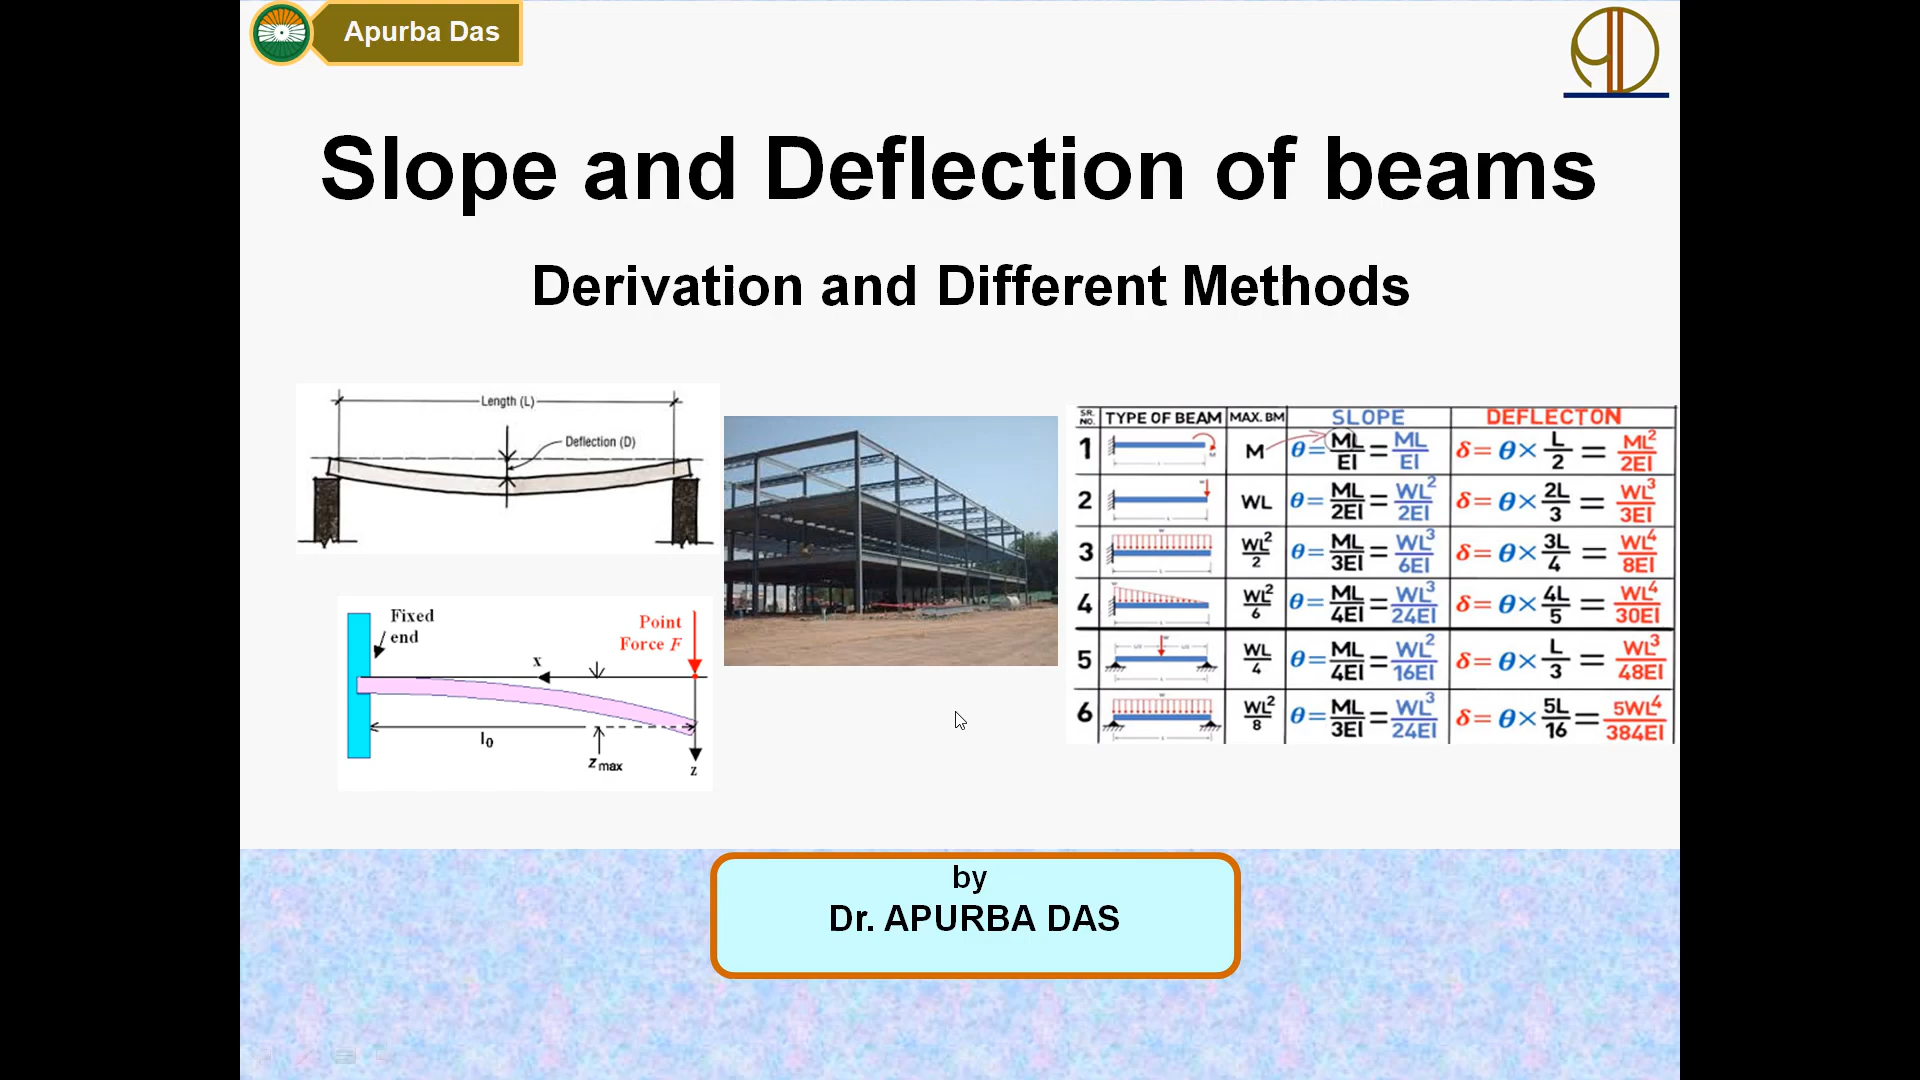 Apurba Das
Slope and Deflection of beams
Derivation and Different Methods
Length (L)
Deflection (D)
Fixed
end
Point
Force F
x
l0
z max
z
SR. NO. TYPE OF BEAM MAX. BM SLOPE DEFLECTON
1 M θ= ML/EI = ML/EI δ= θ× L/2 = ML²/2EI
2 WL θ= ML/2EI = WL²/2EI δ= θ× 2L/3 = WL³/3EI
3 WL²/2 θ= ML/3EI = WL³/6EI δ= θ× 3L/4 = WL⁴/8EI
4 WL²/6 θ= ML/4EI = WL³/24EI δ= θ× 4L/5 = WL⁴/30EI
5 WL/4 θ= ML/4EI = WL²/16EI δ= θ× L/3 = WL³/48EI
6 WL²/8 θ= ML/3EI = WL³/24EI δ= θ× 5L/16 = 5WL⁴/384EI
by
Dr. APURBA DAS